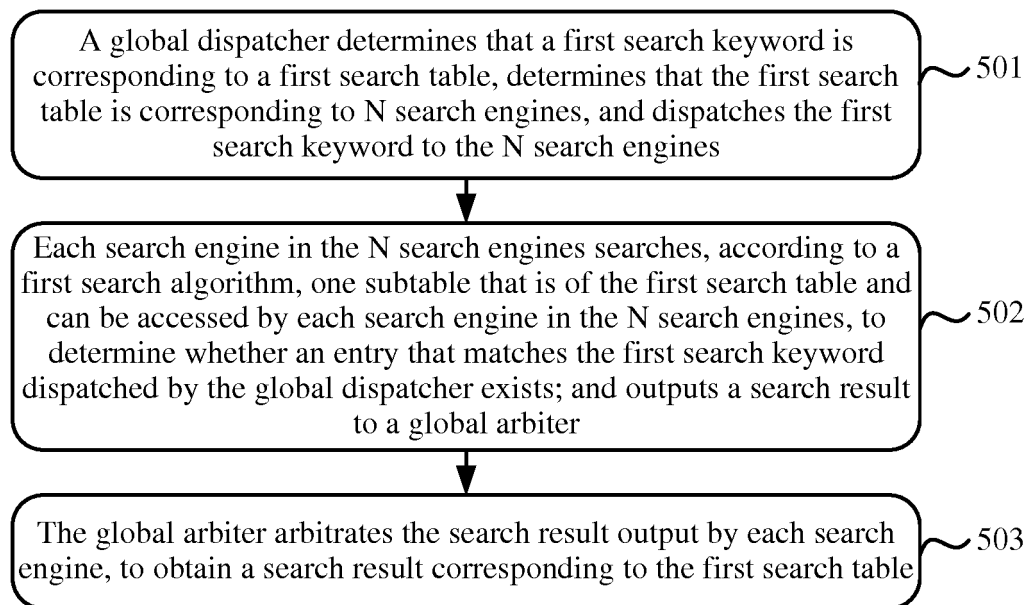 A global dispatcher determines that a first search keyword is
corresponding to a first search table, determines that the first search
table is corresponding to N search engines, and dispatches the first
search keyword to the N search engines
501
Each search engine in the N search engines searches, according to a
first search algorithm, one subtable that is of the first search table and
can be accessed by each search engine in the N search engines, to
determine whether an entry that matches the first search keyword
dispatched by the global dispatcher exists; and outputs a search result
to a global arbiter
502
The global arbiter arbitrates the search result output by each search
engine, to obtain a search result corresponding to the first search table
503